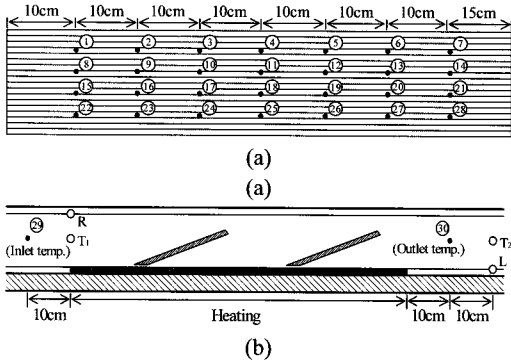 10cm 10cm 10cm 10cm 10cm 10cm 15cm
1 2 3 4 5 6 7
8 9 10 11 12 13 14
15 16 17 18 19 20 21
22 23 24 25 26 27 28
(a)
(a)
29 R 30
(Inlet temp.) T1 (Outlet temp.) T2
L
10cm Heating 10cm 10cm
(b)